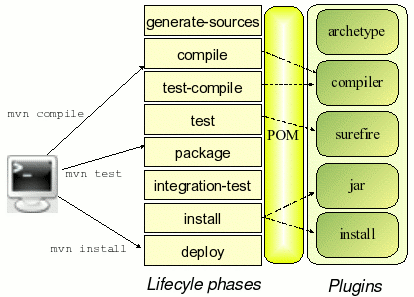 generate-sources
compile
test-compile
test
package
integration-test
install
deploy
mvn compile
mvn test
mvn install
>_
POM
archetype
compiler
surefire
jar
install
Lifecyle phases
Plugins